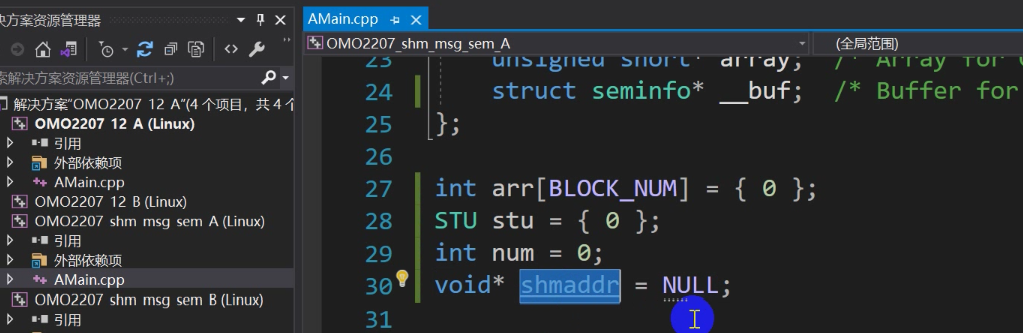 决方案资源管理器
索解决方案资源管理器(Ctrl+;)
解决方案"OMO2207 12 A"(4 个项目，共 4 个
OMO2207 12 A (Linux)
引用
外部依赖项
AMain.cpp
OMO2207 12 B (Linux)
OMO2207 shm msg sem A (Linux)
引用
外部依赖项
AMain.cpp
OMO2207 shm msg sem B (Linux)
引用
AMain.cpp
OMO2207_shm_msg_sem_A
(全局范围)
23 unsigned short* array; /* Array for
24 struct seminfo* __buf; /* Buffer for
25 };
26
27 int arr[BLOCK_NUM] = { 0 };
28 STU stu = { 0 };
29 int num = 0;
30 void* shmaddr = NULL;
31